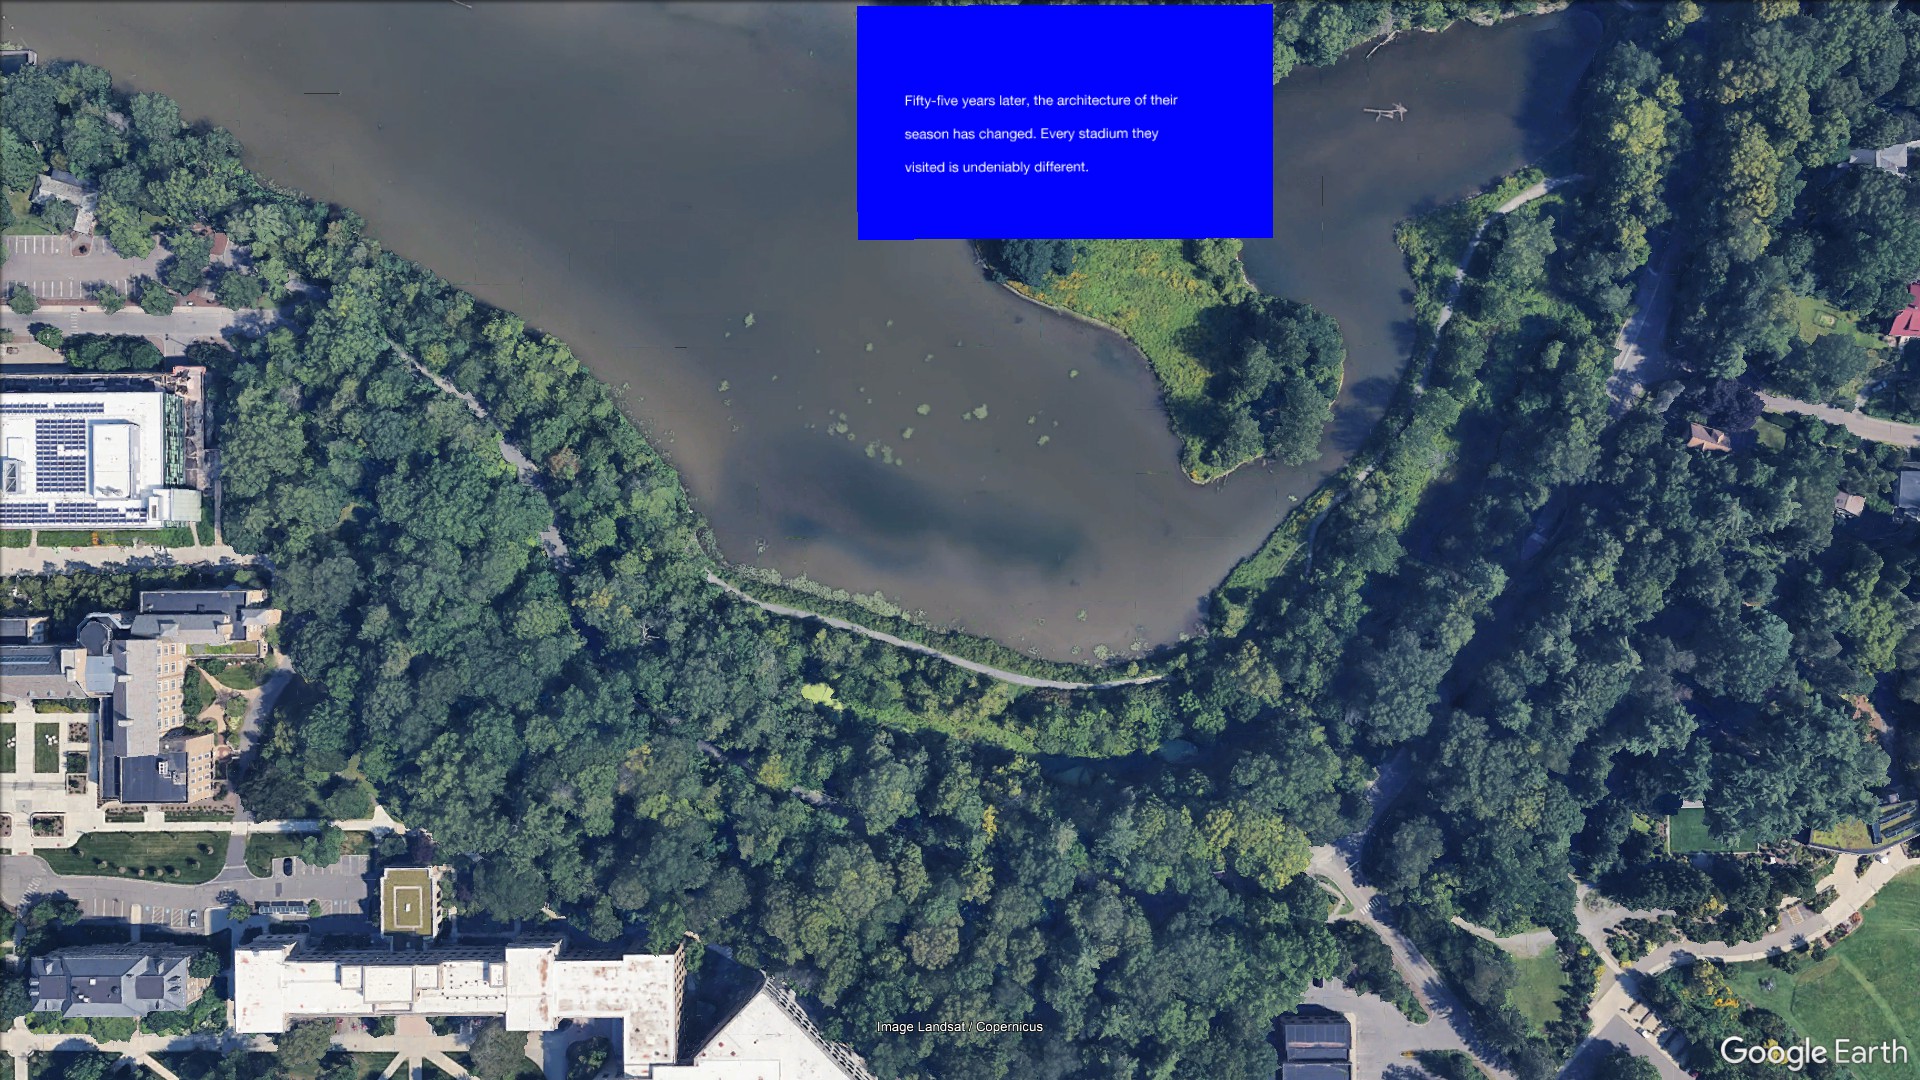 Fifty-five years later, the architecture of their
season has changed. Every stadium they
visited is undeniably different.
Image Landsat / Copernicus
Google Earth